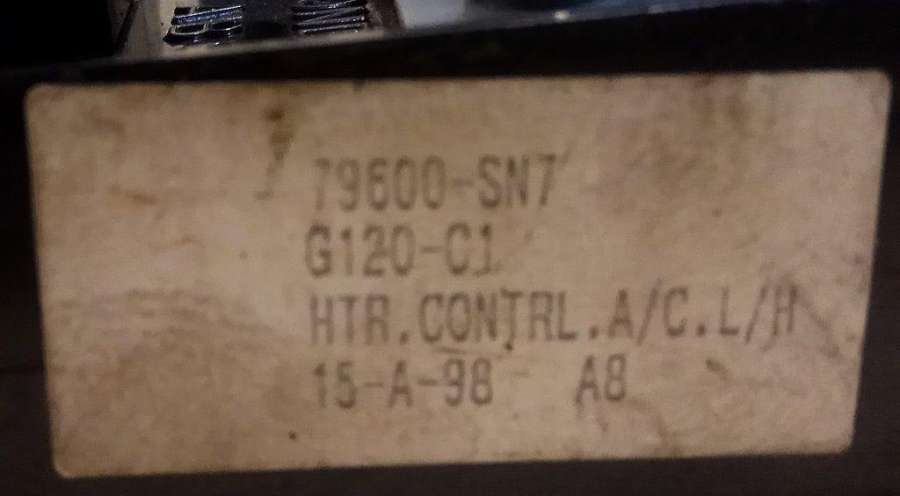 79600-SN7
G120-C1
HTR.CONTRL.A/C.L/H
15-A-98 A8